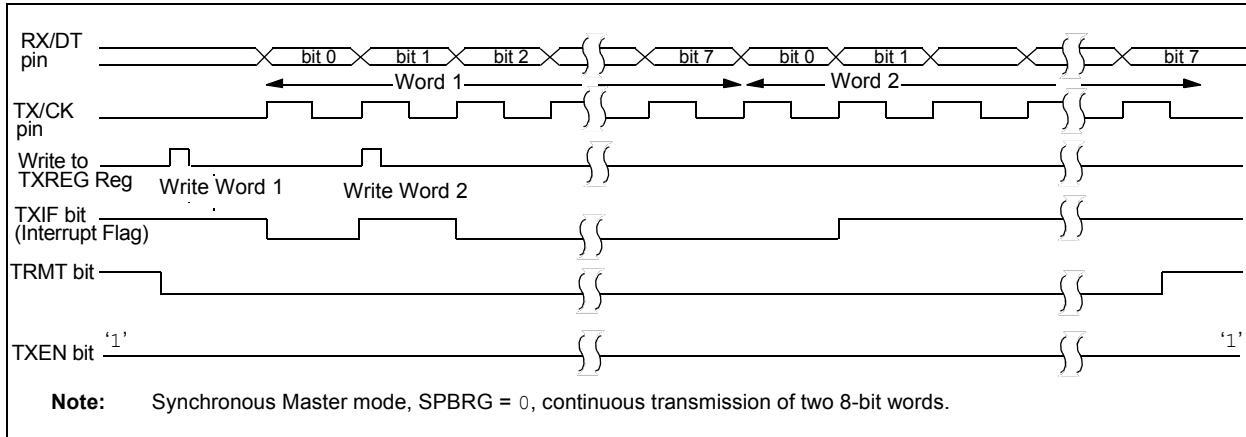 RX/DT
pin
bit 0 bit 1 bit 2 bit 7 bit 0 bit 1 bit 7
Word 1 Word 2
TX/CK
pin
Write to
TXREG Reg
Write Word 1 Write Word 2
TXIF bit
(Interrupt Flag)
TRMT bit
TXEN bit ‘1’ ‘1’
Note: Synchronous Master mode, SPBRG = 0, continuous transmission of two 8-bit words.